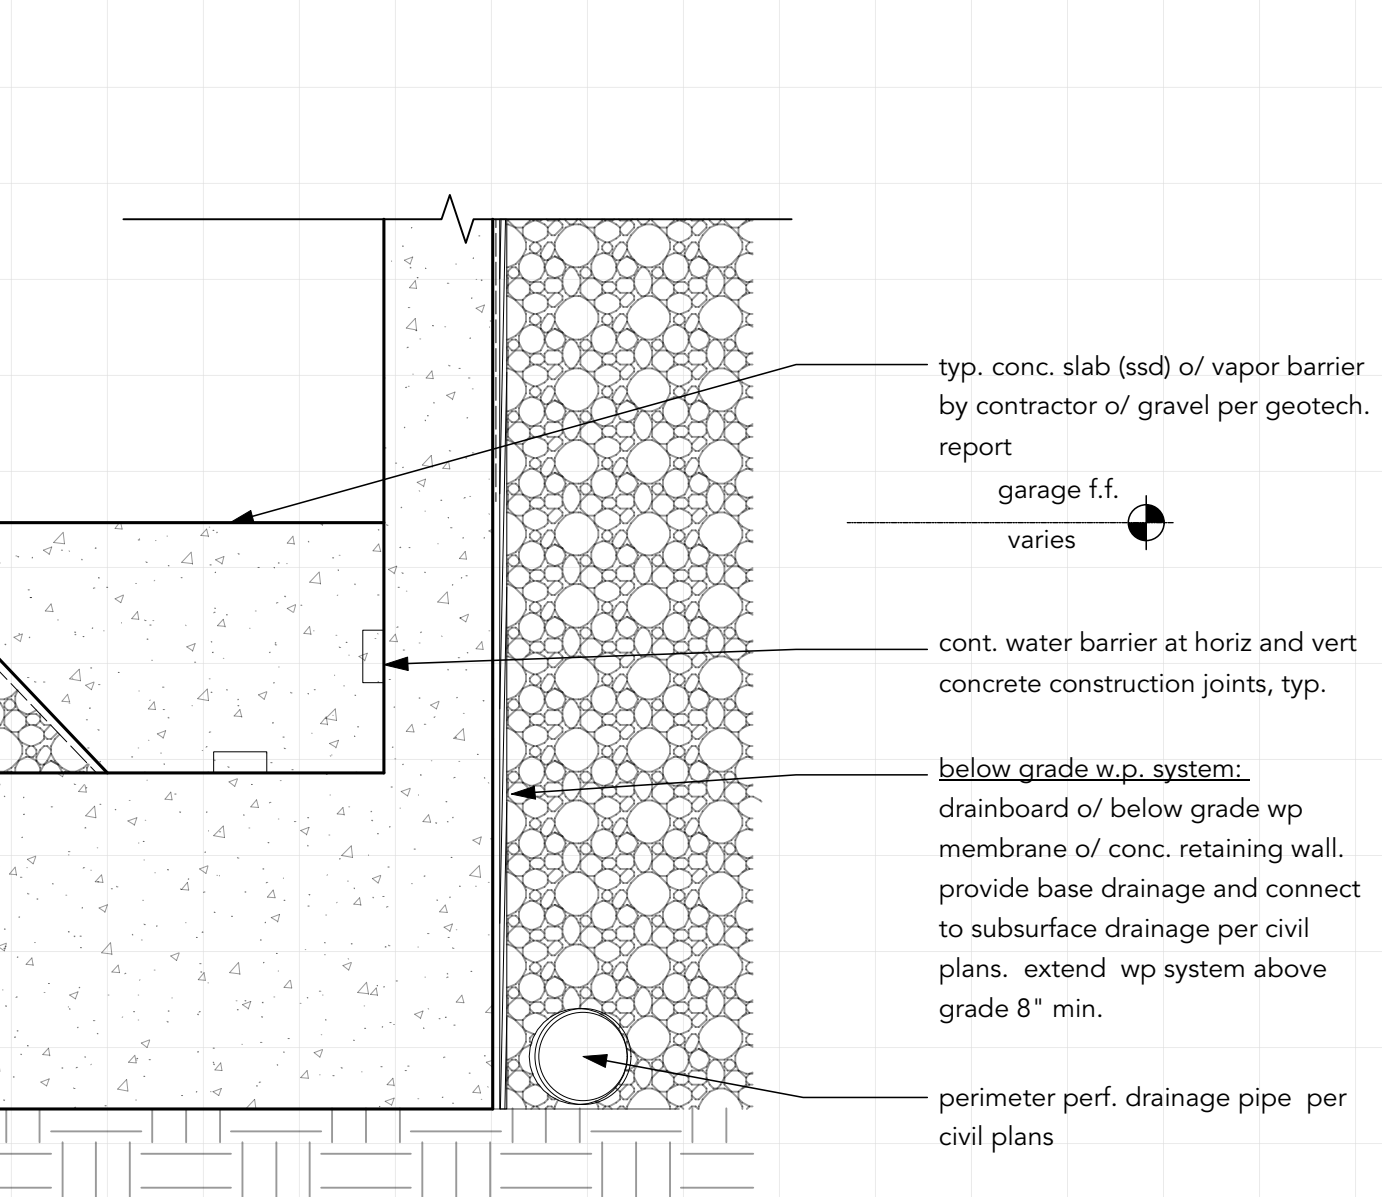 typ. conc. slab (ssd) o/ vapor barrier
by contractor o/ gravel per geotech.
report
garage f.f.
varies
cont. water barrier at horiz and vert
concrete construction joints, typ.
below grade w.p. system:
drainboard o/ below grade wp
membrane o/ conc. retaining wall.
provide base drainage and connect
to subsurface drainage per civil
plans.  extend  wp system above
grade 8" min.
perimeter perf. drainage pipe  per
civil plans